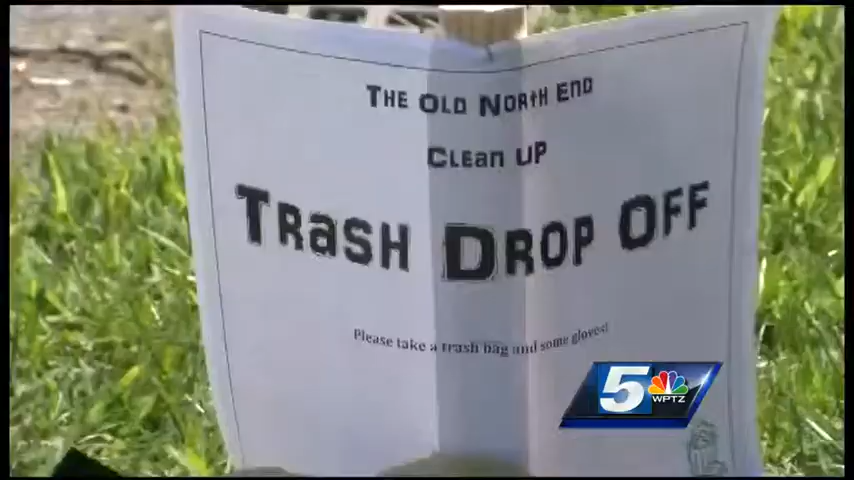 The Old North End
Clean Up
Trash Drop Off
Please take a trash bag and some gloves!
5
WPTZ